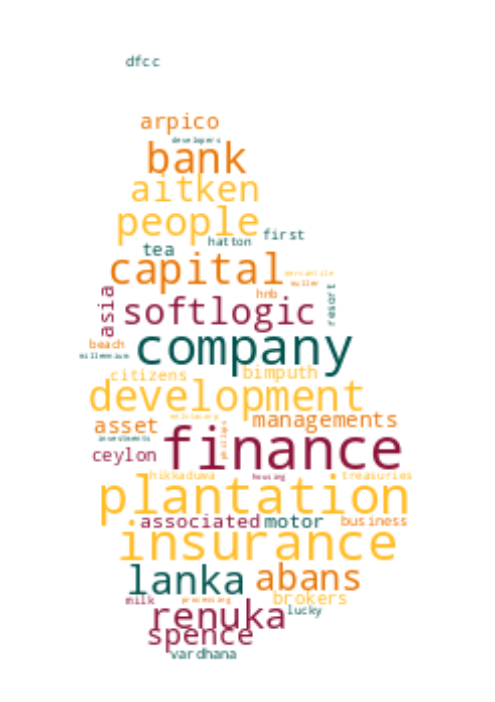 dfcc
arpico
developers
bank
aitken
people
first
hatton
tea
capital
mercantile
muller
hnb
asia
resort
softlogic
company
beach
millennium
citizens
bimputh
development
asset
managements
investments
phillips
finance
ceylon
hikkaduwa
housing
treasuries
plantation
associated
motor
business
insurance
lanka
abans
milk
processing
brokers
lucky
renuka
spence
vardhana